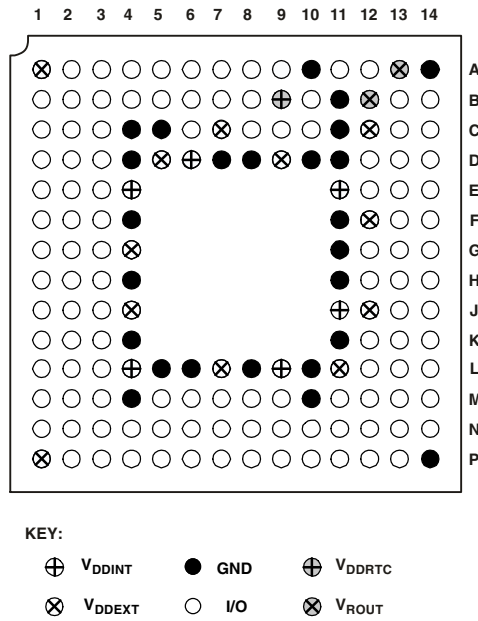 1 2 3 4 5 6 7 8 9 10 11 12 13 14
A
B
C
D
E
F
G
H
J
K
L
M
N
P
KEY:
VDDINT GND VDDRTC
VDDEXT I/O VROUT